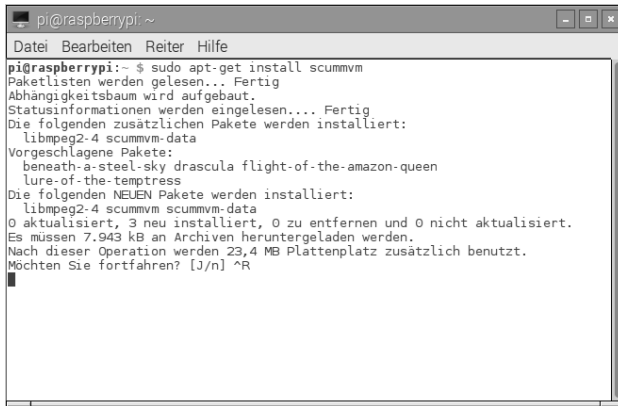 pi@raspberrypi: ~
Datei Bearbeiten Reiter Hilfe
pi@raspberrypi:~ $ sudo apt-get install scummvm
Paketlisten werden gelesen... Fertig
Abhängigkeitsbaum wird aufgebaut.
Statusinformationen werden eingelesen.... Fertig
Die folgenden zusätzlichen Pakete werden installiert:
libmpeg2-4 scummvm-data
Vorgeschlagene Pakete:
beneath-a-steel-sky drascula flight-of-the-amazon-queen
lure-of-the-temptress
Die folgenden NEUEN Pakete werden installiert:
libmpeg2-4 scummvm scummvm-data
0 aktualisiert, 3 neu installiert, 0 zu entfernen und 0 nicht aktualisiert.
Es müssen 7.943 kB an Archiven heruntergeladen werden.
Nach dieser Operation werden 23,4 MB Plattenplatz zusätzlich benutzt.
Möchten Sie fortfahren? [J/n] ^R